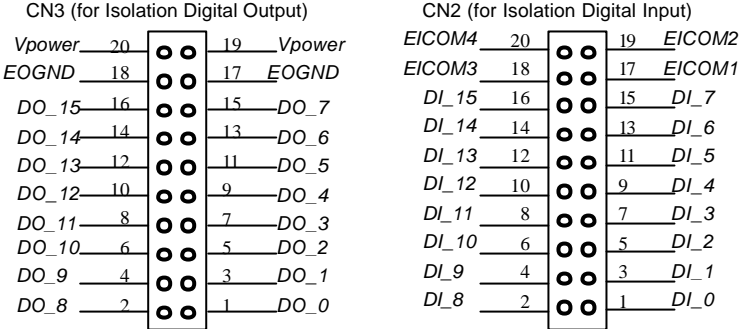 CN3 (for Isolation Digital Output)
Vpower 20 19 Vpower
EOGND 18 17 EOGND
DO_15 16 15 DO_7
DO_14 14 13 DO_6
DO_13 12 11 DO_5
DO_12 10 9 DO_4
DO_11 8 7 DO_3
DO_10 6 5 DO_2
DO_9 4 3 DO_1
DO_8 2 1 DO_0
CN2 (for Isolation Digital Input)
EICOM4 20 19 EICOM2
EICOM3 18 17 EICOM1
DI_15 16 15 DI_7
DI_14 14 13 DI_6
DI_13 12 11 DI_5
DI_12 10 9 DI_4
DI_11 8 7 DI_3
DI_10 6 5 DI_2
DI_9 4 3 DI_1
DI_8 2 1 DI_0